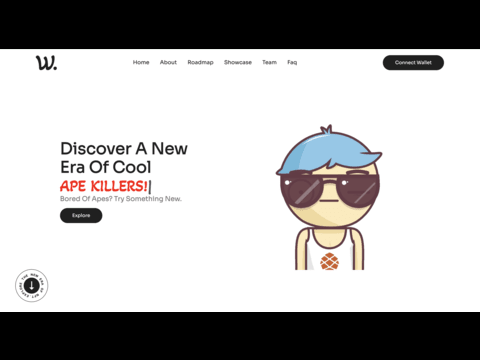 W.
Home About Roadmap Showcase Team Faq
Connect Wallet
Discover A New
Era Of Cool
APE KILLERS!
Bored Of Apes? Try Something New.
Explore